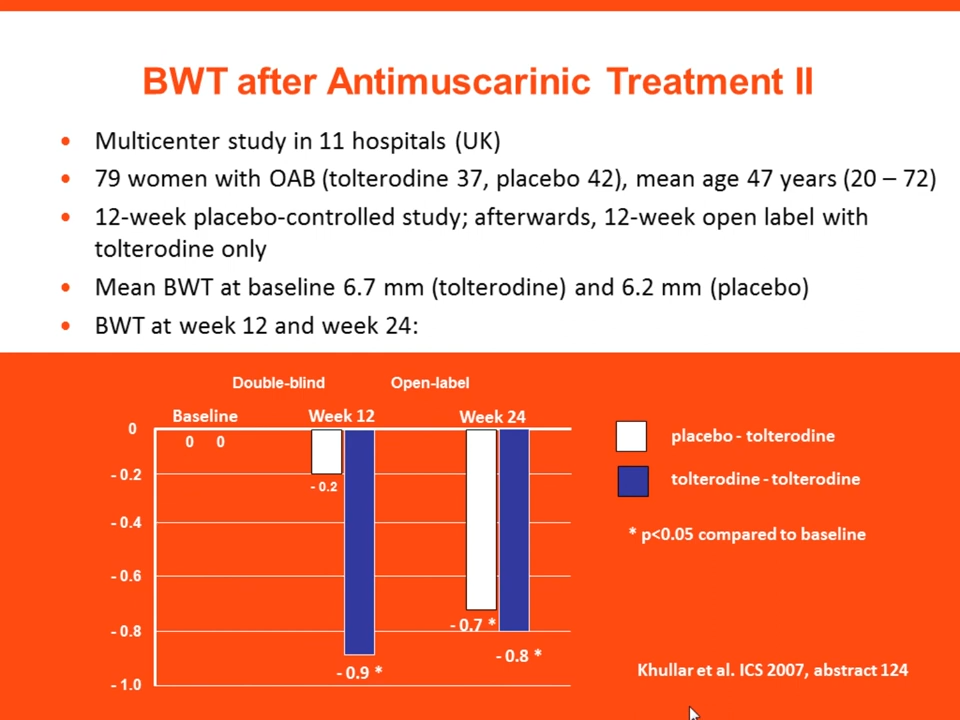 BWT after Antimuscarinic Treatment II
• Multicenter study in 11 hospitals (UK)
• 79 women with OAB (tolterodine 37, placebo 42), mean age 47 years (20 – 72)
• 12-week placebo-controlled study; afterwards, 12-week open label with
tolterodine only
• Mean BWT at baseline 6.7 mm (tolterodine) and 6.2 mm (placebo)
• BWT at week 12 and week 24:
Double-blind Open-label
Baseline Week 12 Week 24
0 0 0
- 0.2 - 0.2
- 0.4
- 0.6
- 0.7 *
- 0.8 - 0.8 *
- 0.9 *
- 1.0
placebo - tolterodine
tolterodine - tolterodine
* p<0.05 compared to baseline
Khullar et al. ICS 2007, abstract 124